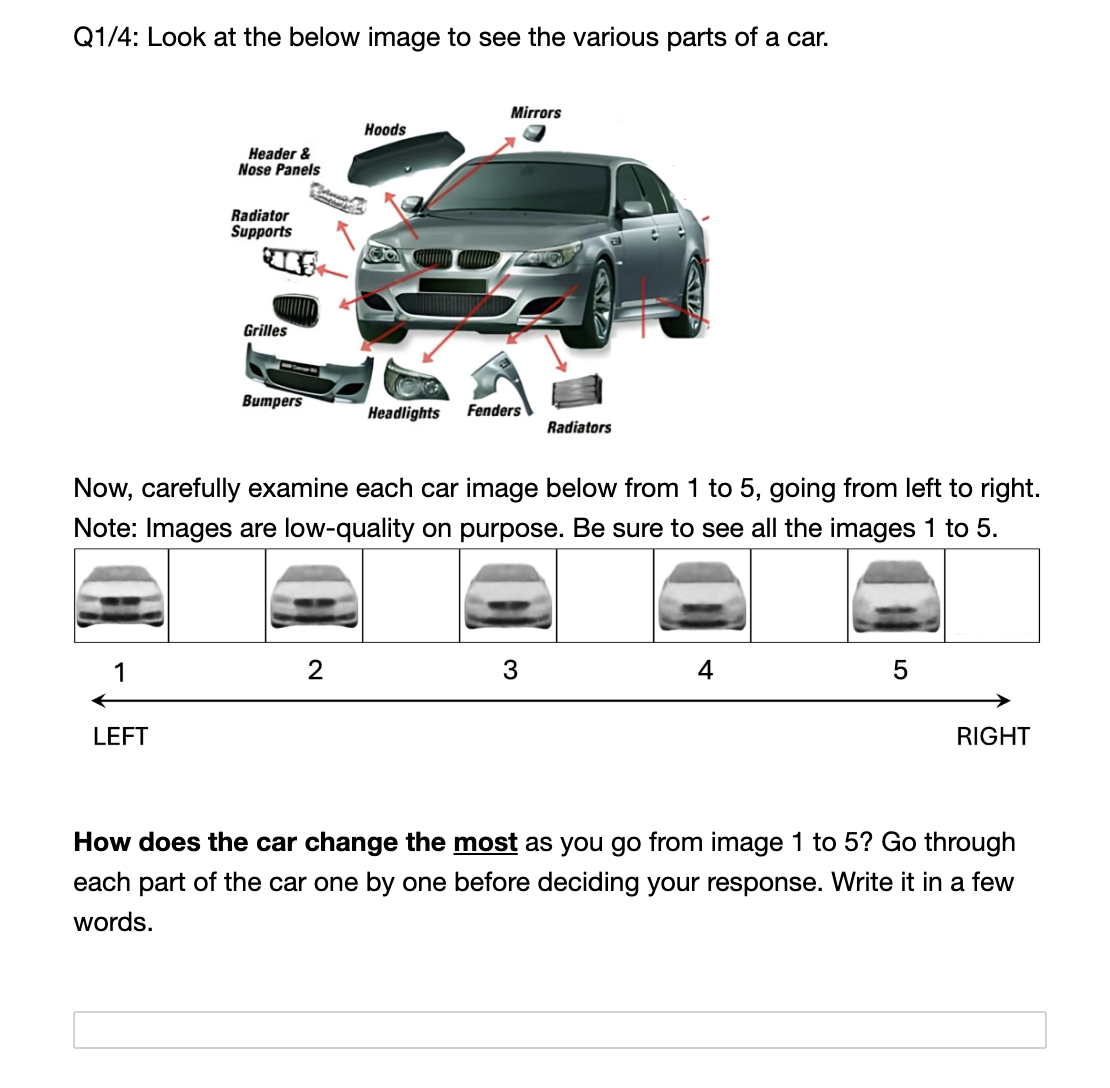 Q1/4: Look at the below image to see the various parts of a car.
Mirrors
Hoods
Header &
Nose Panels
Radiator
Supports
Grilles
Bumpers
Headlights
Fenders
Radiators
Now, carefully examine each car image below from 1 to 5, going from left to right.
Note: Images are low-quality on purpose. Be sure to see all the images 1 to 5.
1 2 3 4 5
LEFT RIGHT
How does the car change the most as you go from image 1 to 5? Go through
each part of the car one by one before deciding your response. Write it in a few
words.